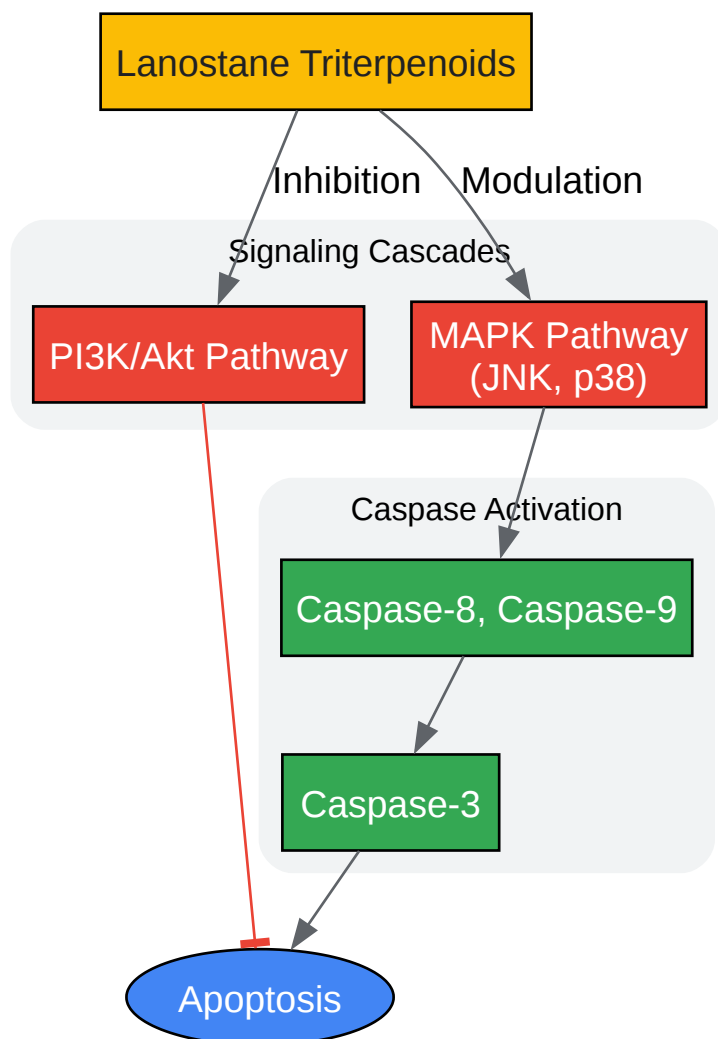 Lanostane Triterpenoids
Inhibition
Modulation
Signaling Cascades
PI3K/Akt Pathway
MAPK Pathway
(JNK, p38)
Caspase Activation
Caspase-8, Caspase-9
Caspase-3
Apoptosis